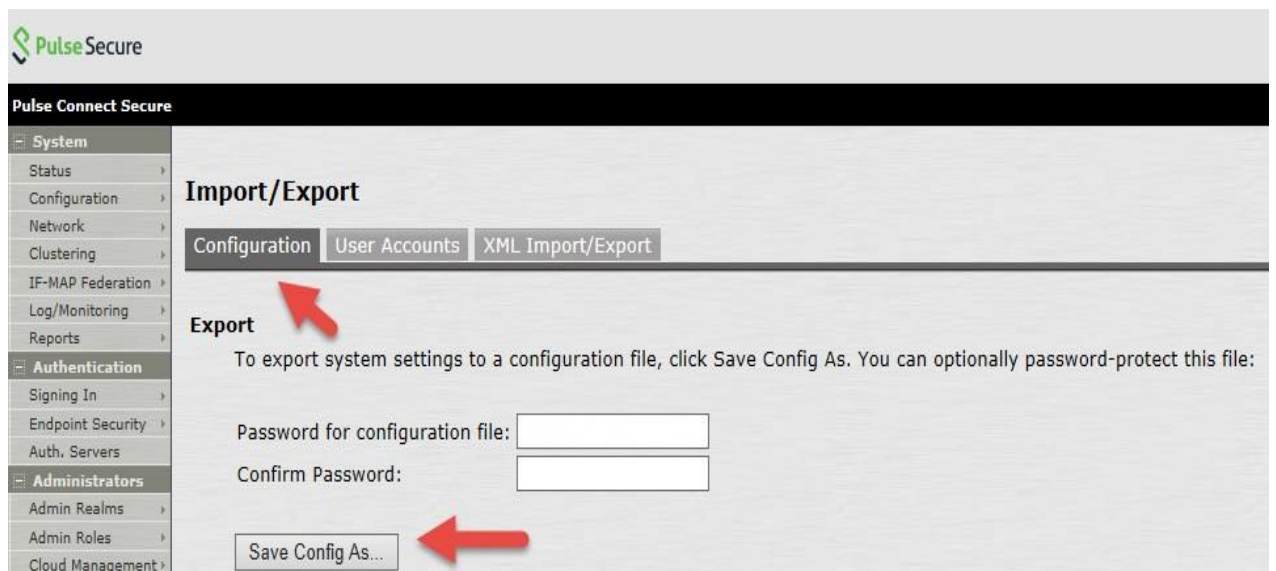 Pulse Secure
Pulse Connect Secure
System
Status
Configuration
Network
Clustering
IF-MAP Federation
Log/Monitoring
Reports
Authentication
Signing In
Endpoint Security
Auth. Servers
Administrators
Admin Realms
Admin Roles
Cloud Management
Import/Export
Configuration User Accounts XML Import/Export
Export
To export system settings to a configuration file, click Save Config As. You can optionally password-protect this file:
Password for configuration file:
Confirm Password:
Save Config As...